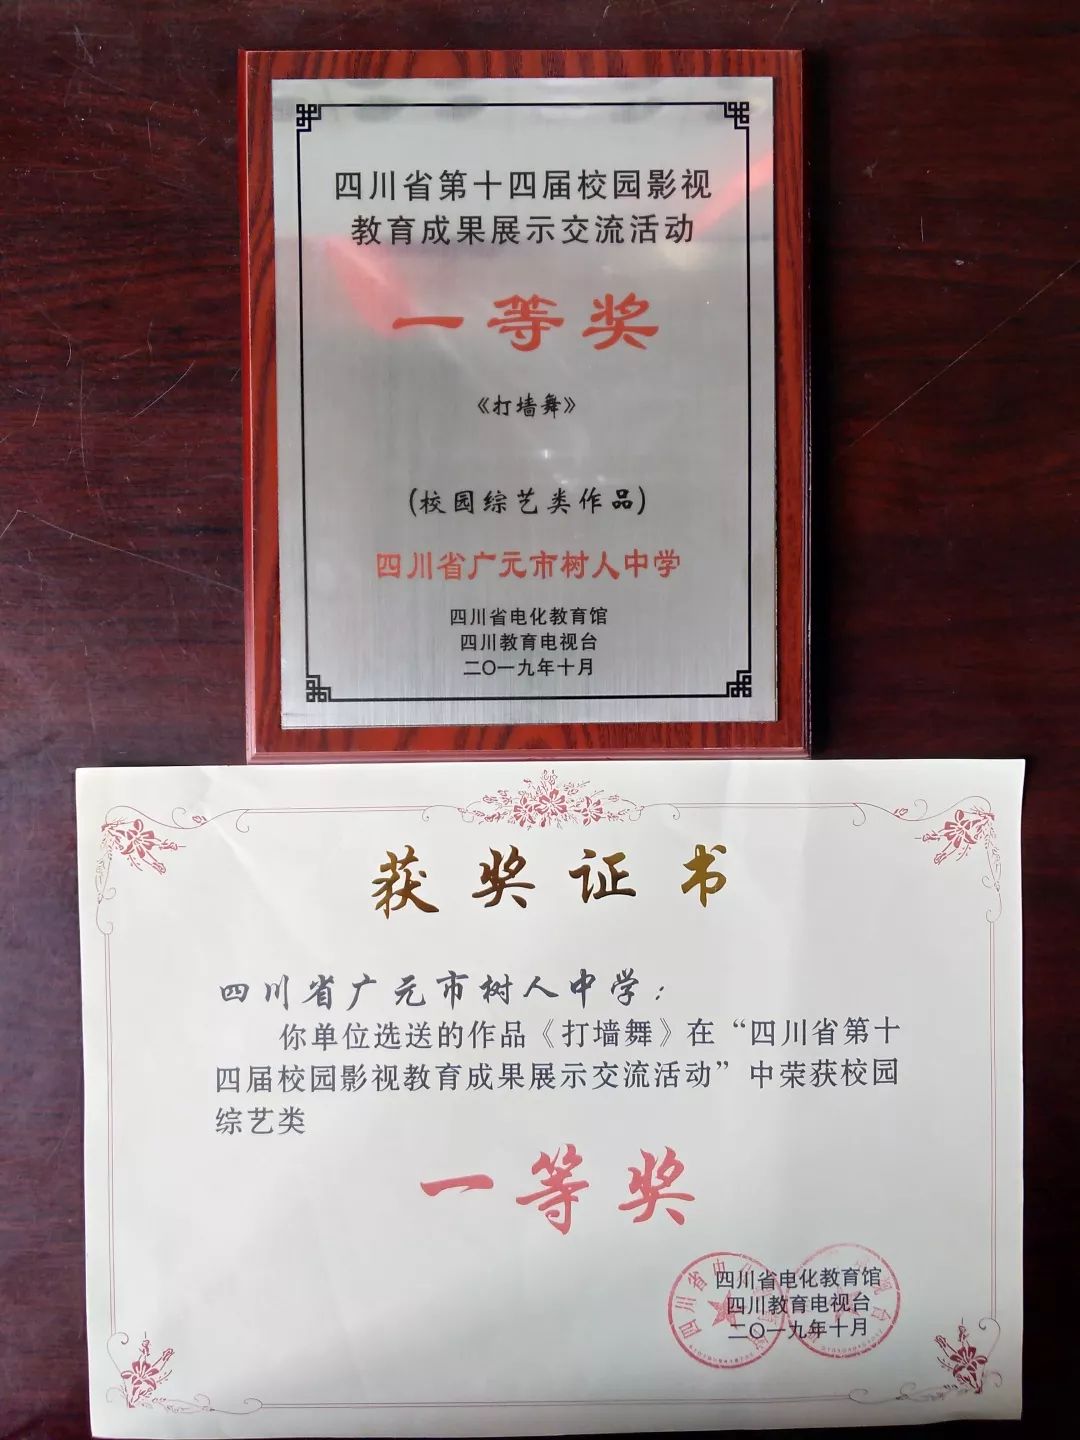 四川省第十四届校园影视
教育成果展示交流活动
一等奖
《打墙舞》
(校园综艺类作品)
四川省广元市树人中学
四川省电化教育馆
四川教育电视台
二〇一九年十月
获奖证书
四川省广元市树人中学：
你单位选送的作品《打墙舞》在“四川省第十
四届校园影视教育成果展示交流活动”中荣获校园
综艺类
一等奖
四川省电化教育馆
四川教育电视台
二〇一九年十月